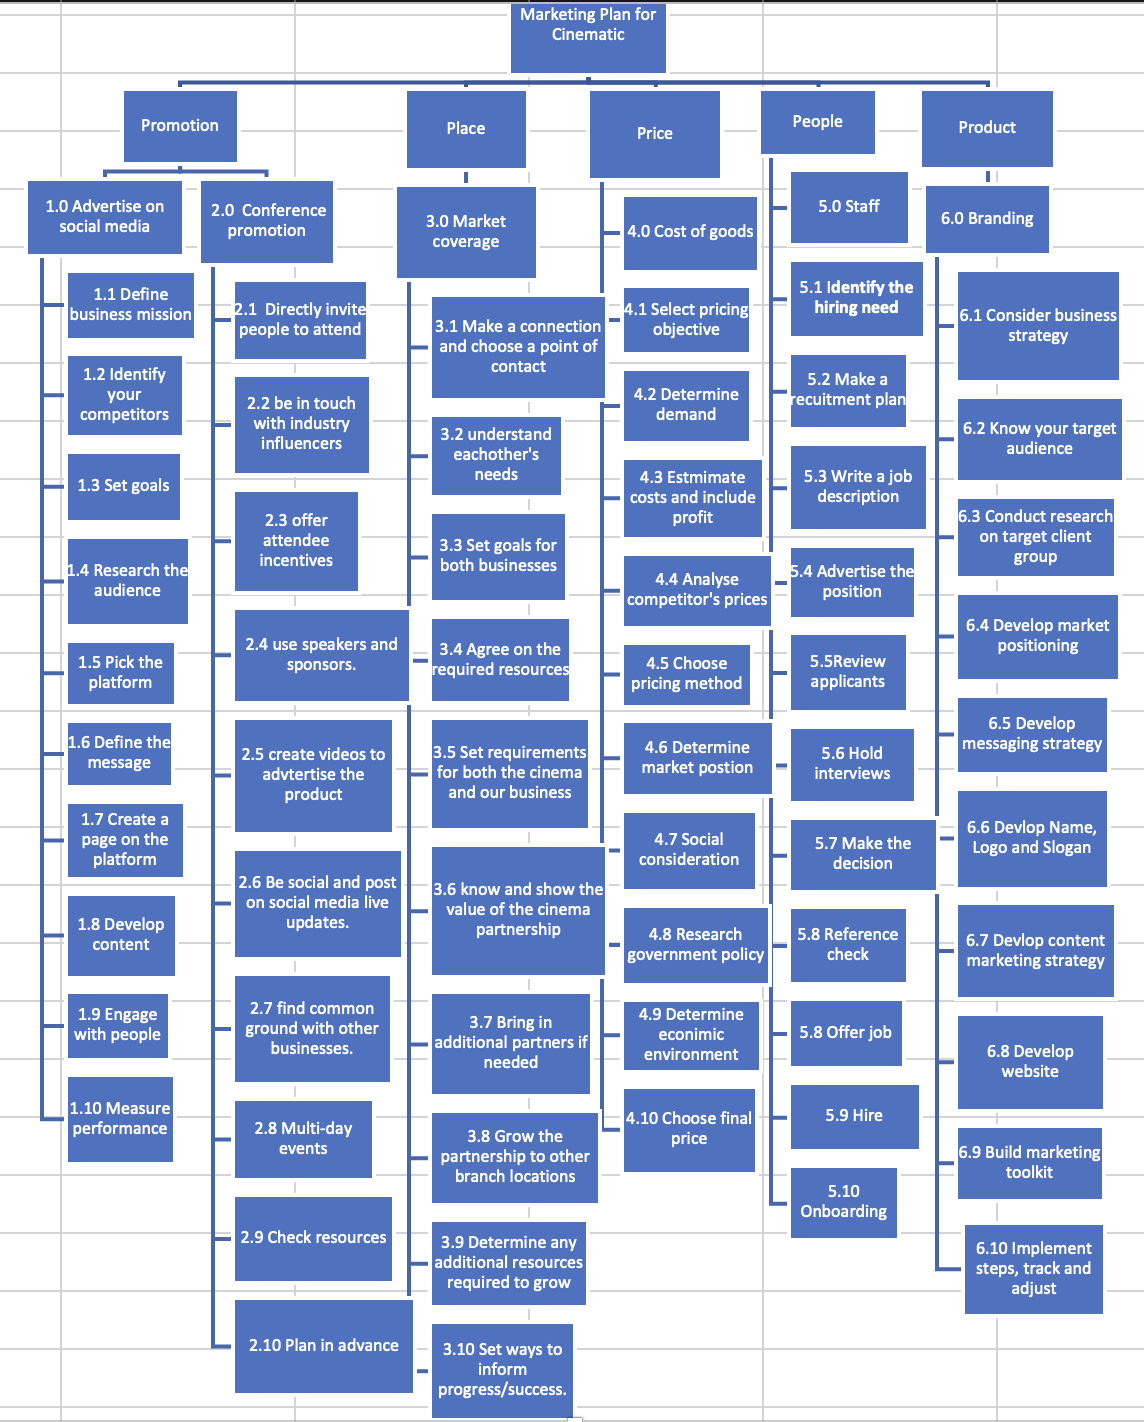 Marketing Plan for
Cinematic
Promotion
Place
Price
People
Product
1.0 Advertise on
social media
1.1 Define
business mission
1.2 Identify
your
competitors
1.3 Set goals
1.4 Research the
audience
1.5 Pick the
platform
1.6 Define the
message
1.7 Create a
page on the
platform
1.8 Develop
content
1.9 Engage
with people
1.10 Measure
performance
2.0 Conference
promotion
2.1 Directly invite
people to attend
2.2 be in touch
with industry
influencers
2.3 offer
attendee
incentives
2.4 use speakers and
sponsors.
2.5 create videos to
advtertise the
product
2.6 Be social and post
on social media live
updates.
2.7 find common
ground with other
businesses.
2.8 Multi-day
events
2.9 Check resources
2.10 Plan in advance
3.0 Market
coverage
3.1 Make a connection
and choose a point of
contact
3.2 understand
eachother's
needs
3.3 Set goals for
both businesses
3.4 Agree on the
required resources
3.5 Set requirements
for both the cinema
and our business
3.6 know and show the
value of the cinema
partnership
3.7 Bring in
additional partners if
needed
3.8 Grow the
partnership to other
branch locations
3.9 Determine any
additional resources
required to grow
3.10 Set ways to
inform
progress/success.
4.0 Cost of goods
4.1 Select pricing
objective
4.2 Determine
demand
4.3 Estmimate
costs and include
profit
4.4 Analyse
competitor's prices
4.5 Choose
pricing method
4.6 Determine
market postion
4.7 Social
consideration
4.8 Research
government policy
4.9 Determine
economic
environment
4.10 Choose final
price
5.0 Staff
5.1 Identify the
hiring need
5.2 Make a
recuitment plan
5.3 Write a job
description
5.4 Advertise the
position
5.5Review
applicants
5.6 Hold
interviews
5.7 Make the
decision
5.8 Reference
check
5.8 Offer job
5.9 Hire
5.10
Onboarding
6.0 Branding
6.1 Consider business
strategy
6.2 Know your target
audience
6.3 Conduct research
on target client
group
6.4 Develop market
positioning
6.5 Develop
messaging strategy
6.6 Devlop Name,
Logo and Slogan
6.7 Devlop content
marketing strategy
6.8 Develop
website
6.9 Build marketing
toolkit
6.10 Implement
steps, track and
adjust